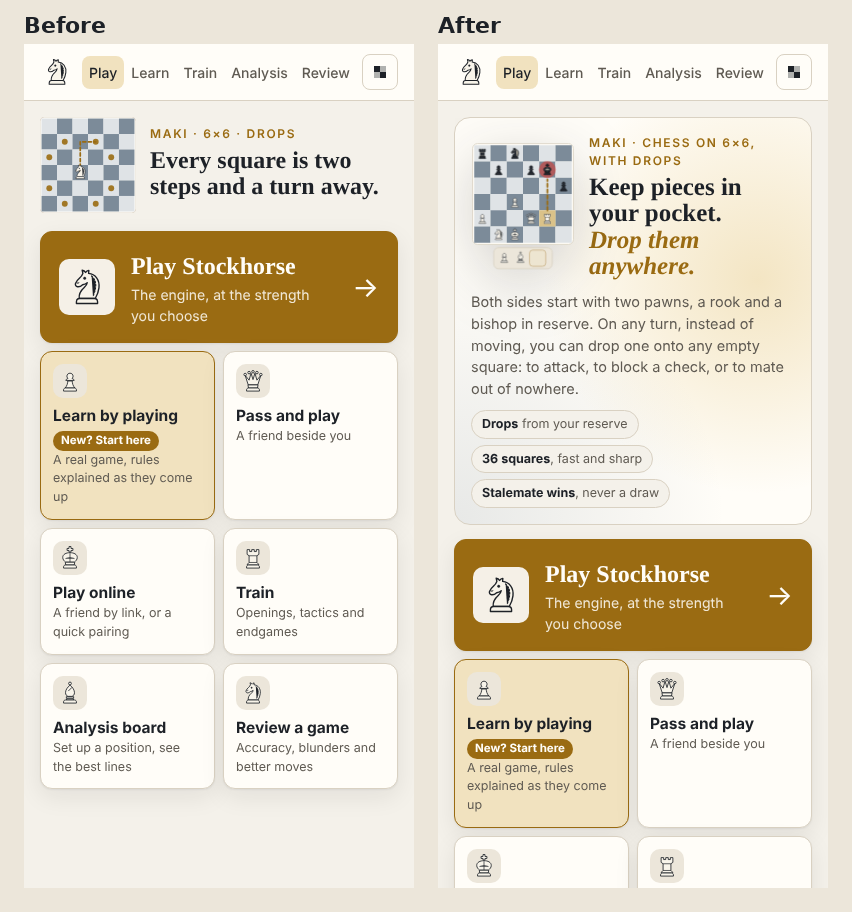 Before
Play Learn Train Analysis Review
MAKI · 6×6 · DROPS
Every square is two
steps and a turn away.
Play Stockhorse
The engine, at the strength
you choose
Learn by playing
New? Start here
A real game, rules
explained as they come
up
Pass and play
A friend beside you
Play online
A friend by link, or a
quick pairing
Train
Openings, tactics and
endgames
Analysis board
Set up a position, see
the best lines
Review a game
Accuracy, blunders and
better moves
After
Play Learn Train Analysis Review
MAKI · CHESS ON 6×6,
WITH DROPS
Keep pieces in
your pocket.
Drop them
anywhere.
Both sides start with two pawns, a rook and a
bishop in reserve. On any turn, instead of
moving, you can drop one onto any empty
square: to attack, to block a check, or to mate
out of nowhere.
Drops from your reserve
36 squares, fast and sharp
Stalemate wins, never a draw
Play Stockhorse
The engine, at the strength
you choose
Learn by playing
New? Start here
A real game, rules
explained as they come
up
Pass and play
A friend beside you